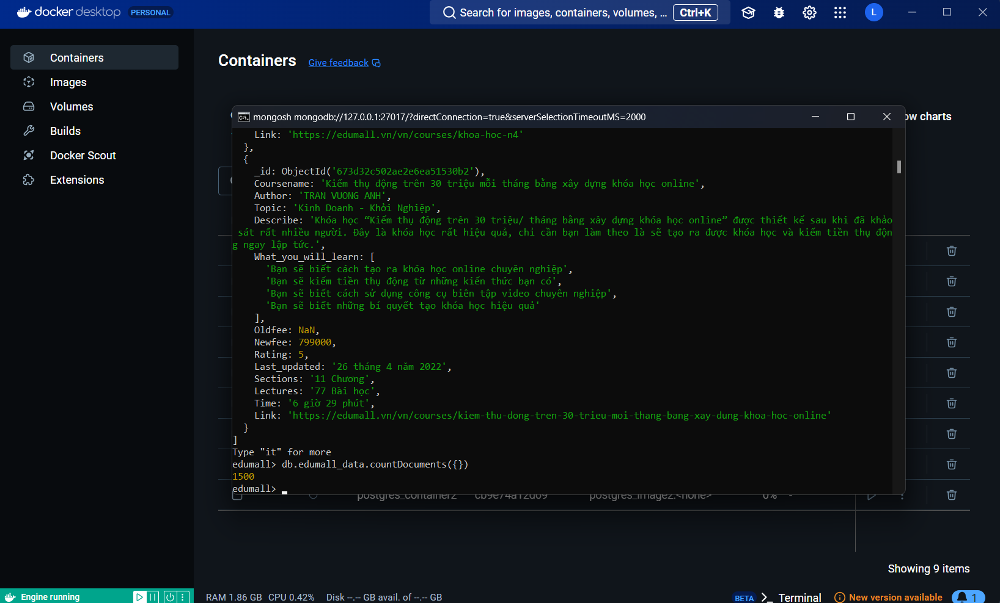 docker desktop PERSONAL
Search for images, containers, volumes, ... Ctrl+K
L
Containers
Images
Volumes
Builds
Docker Scout
Extensions
Containers Give feedback
ow charts
mongosh mongodb://127.0.0.1:27017/?directConnection=true&serverSelectionTimeoutMS=2000
Link: 'https://edumall.vn/vn/courses/khoa-hoc-n4'
},
{
_id: ObjectId('673d32c502ae2e6ea51530b2'),
Coursename: 'Kiếm thụ động trên 30 triệu mỗi tháng bằng xây dựng khóa học online',
Author: 'TRAN VUONG ANH',
Topic: 'Kinh Doanh - Khởi Nghiệp',
Describe: 'Khóa học “Kiếm thụ động trên 30 triệu/ tháng bằng xây dựng khóa học online” được thiết kế sau khi đã khảo
sát rất nhiều người. Đây là khóa học rất hiệu quả, chỉ cần bạn làm theo là sẽ tạo ra được khóa học và kiếm tiền thụ độn
g ngay lập tức.',
What_you_will_learn: [
'Bạn sẽ biết cách tạo ra khóa học online chuyên nghiệp',
'Bạn sẽ kiếm tiền thụ động từ những kiến thức bạn có',
'Bạn sẽ biết cách sử dụng công cụ biên tập video chuyên nghiệp',
'Bạn sẽ biết những bí quyết tạo khóa học hiệu quả'
],
Oldfee: NaN,
Newfee: 799000,
Rating: 5,
Last_updated: '26 tháng 4 năm 2022',
Sections: '11 Chương',
Lectures: '77 Bài học',
Time: '6 giờ 29 phút',
Link: 'https://edumall.vn/vn/courses/kiem-thu-dong-tren-30-trieu-moi-thang-bang-xay-dung-khoa-hoc-online'
}
]
Type "it" for more
edumall> db.edumall_data.countDocuments({})
1500
edumall>
postgres_container2 cb9e74a12d69 postgres_image2:<none> 0% -
Showing 9 items
Engine running
RAM 1.86 GB CPU 0.42% Disk --.-- GB avail. of --.-- GB
BETA >_ Terminal New version available 1